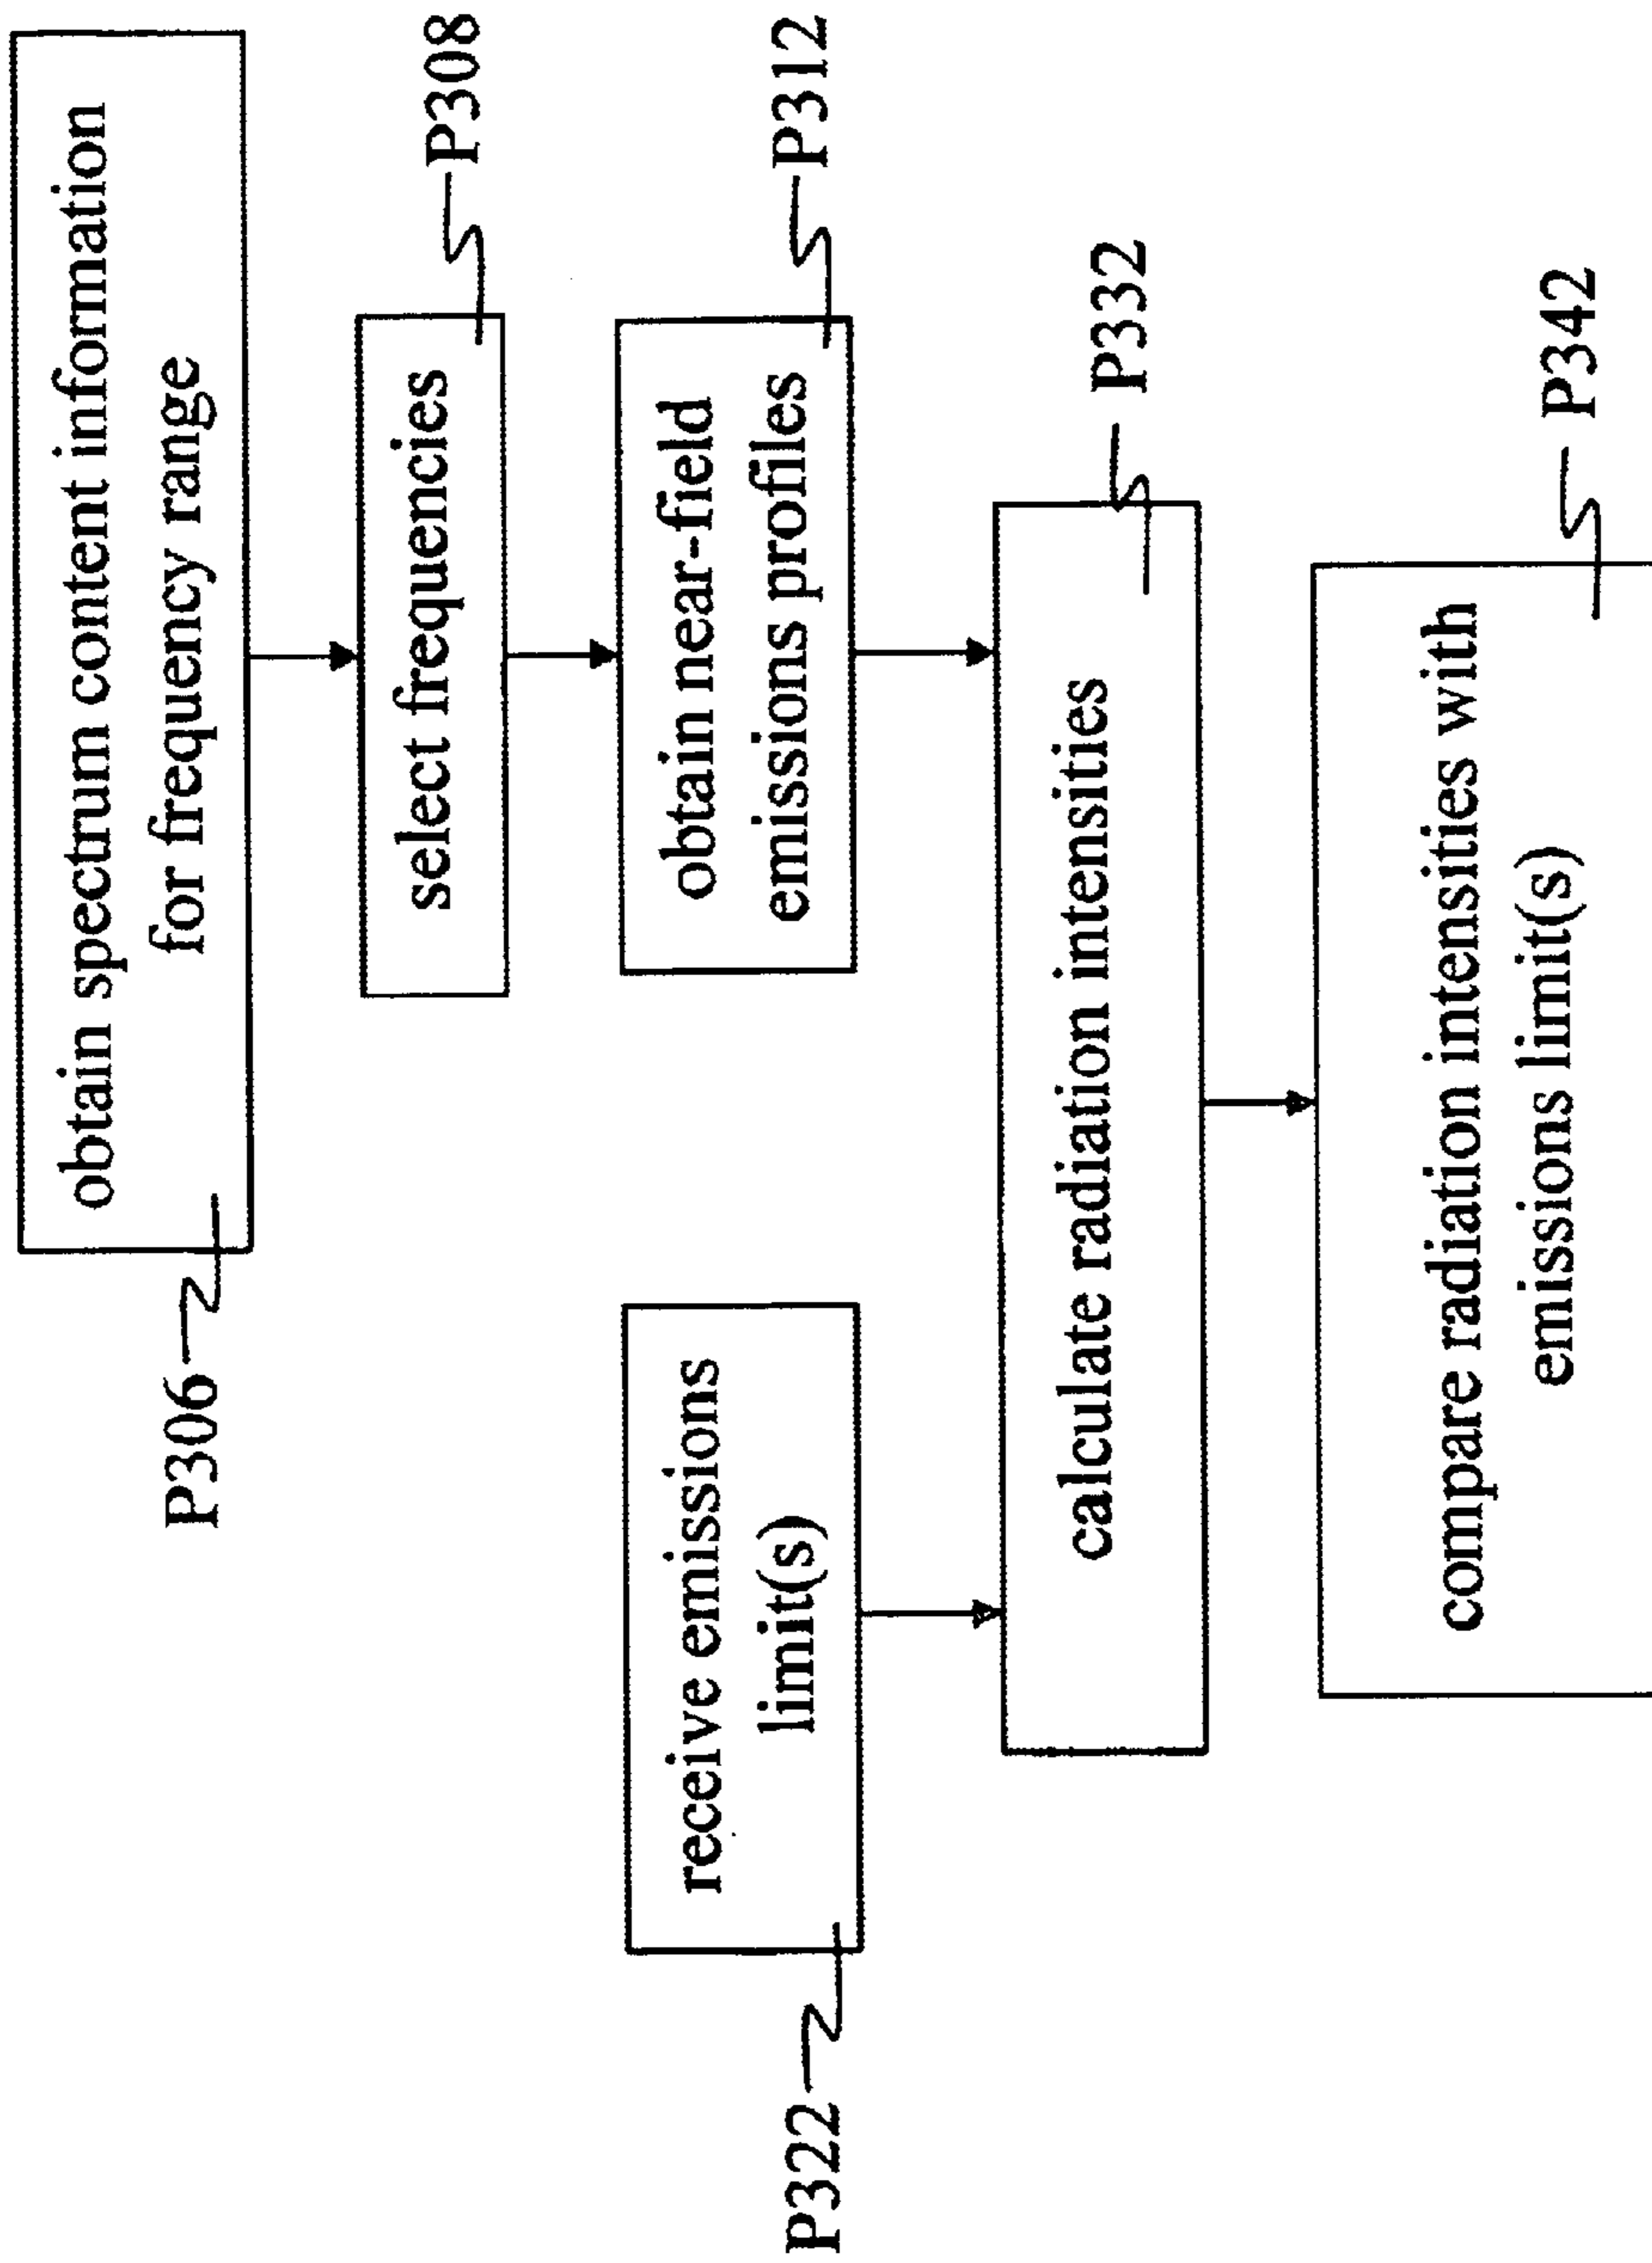 obtain spectrum content information
for frequency range
P306
select frequencies
P308
obtain near-field
emissions profiles
P312
receive emissions
limit(s)
P322
calculate radiation intensities
P332
compare radiation intensities with
emissions limit(s)
P342